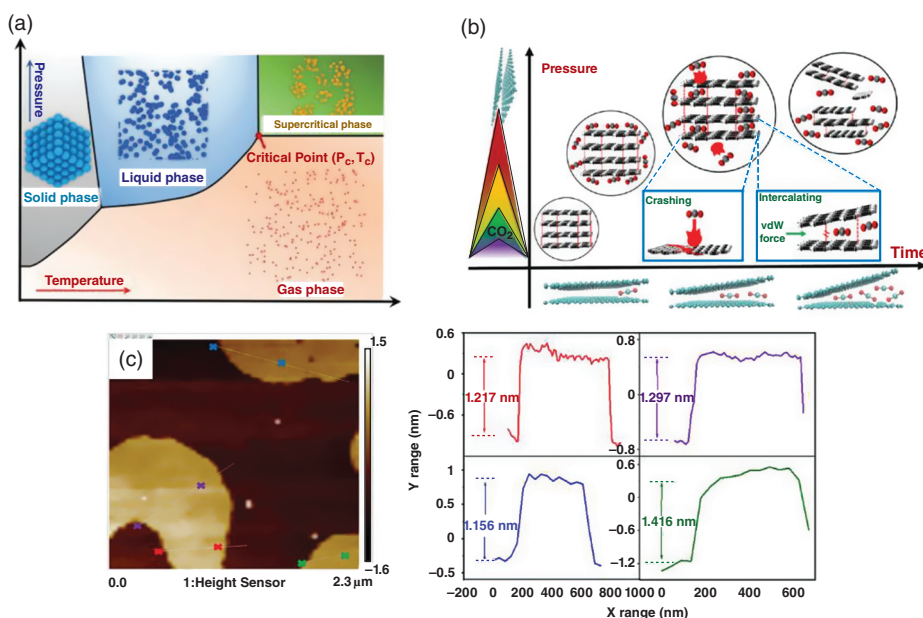 (a)
Pressure
Solid phase
Liquid phase
Supercritical phase
Critical Point (Pc, Tc)
Temperature
Gas phase
(b)
Pressure
CO2
Crashing
Intercalating
vdW
force
Time
(c)
1.5
−1.6
0.0
1:Height Sensor
2.3 µm
Y range (nm)
0.6
0
−0.6
1.217 nm
0.8
0
−0.8
1.297 nm
1
0
−0.5
1.156 nm
0.6
0
−0.6
−1.2
1.416 nm
−200 0 200 400 600 800 1000 200 400 600
X range (nm)